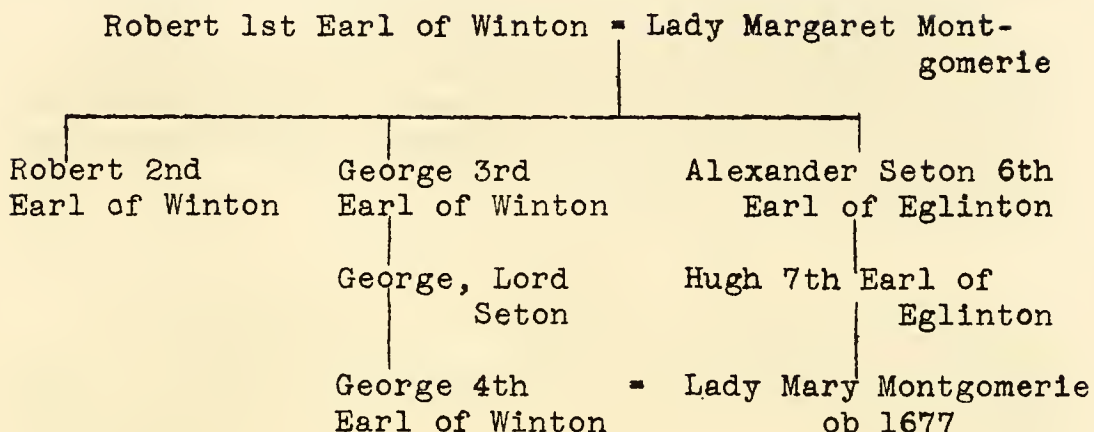 Robert 1st Earl of Winton = Lady Margaret Mont-
gomerie
Robert 2nd George 3rd Alexander Seton 6th
Earl of Winton Earl of Winton Earl of Eglinton
George, Lord Hugh 7th Earl of
Seton Eglinton
George 4th = Lady Mary Montgomerie
Earl of Winton ob 1677